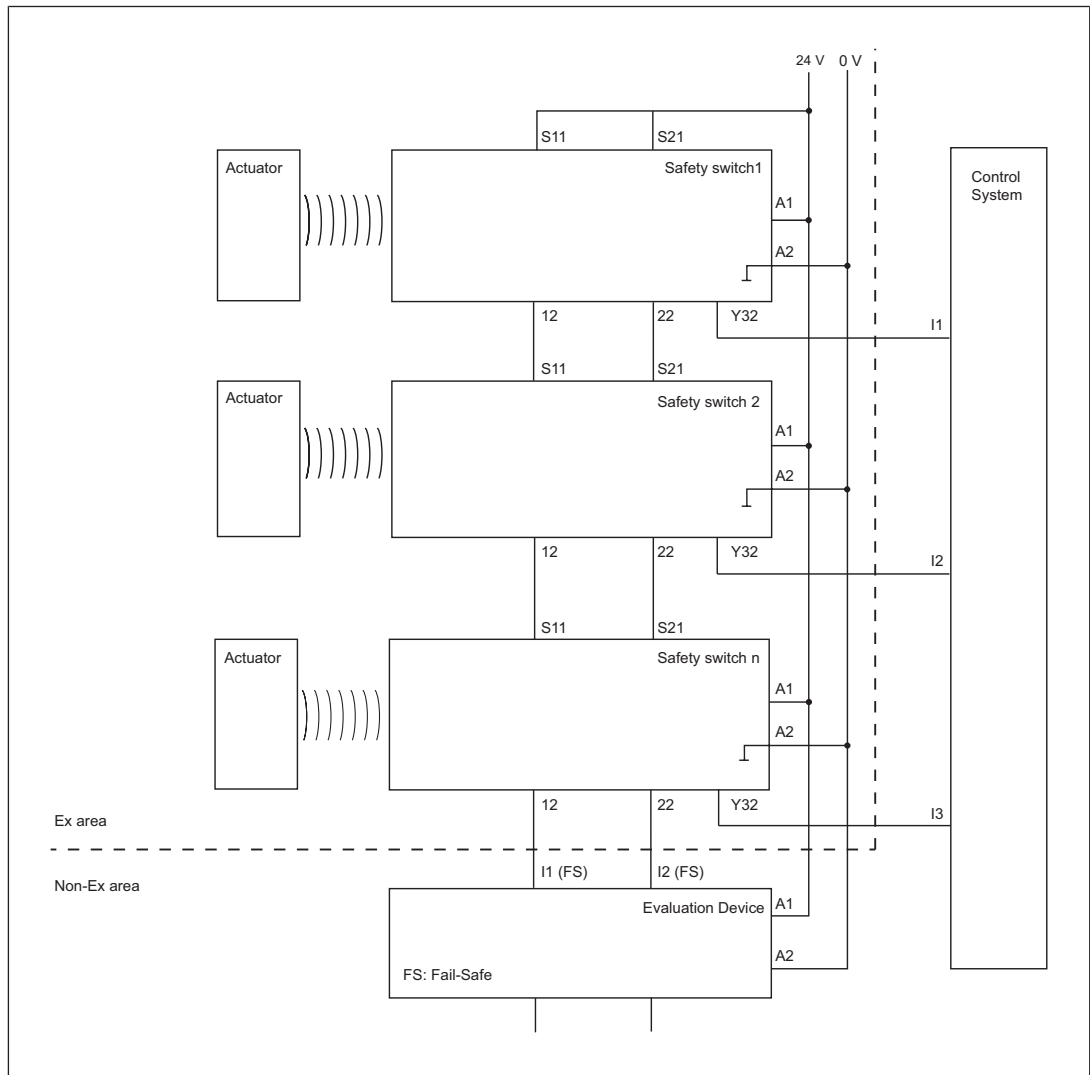 24 V 0 V
S11 S21
Actuator
Safety switch1
Control
System
A1
A2
12 22 Y32
I1
S11 S21
Actuator
Safety switch 2
A1
A2
12 22 Y32
I2
S11 S21
Actuator
Safety switch n
A1
A2
12 22 Y32
I3
Ex area
Non-Ex area
I1 (FS) I2 (FS)
Evaluation Device
A1
A2
FS: Fail-Safe